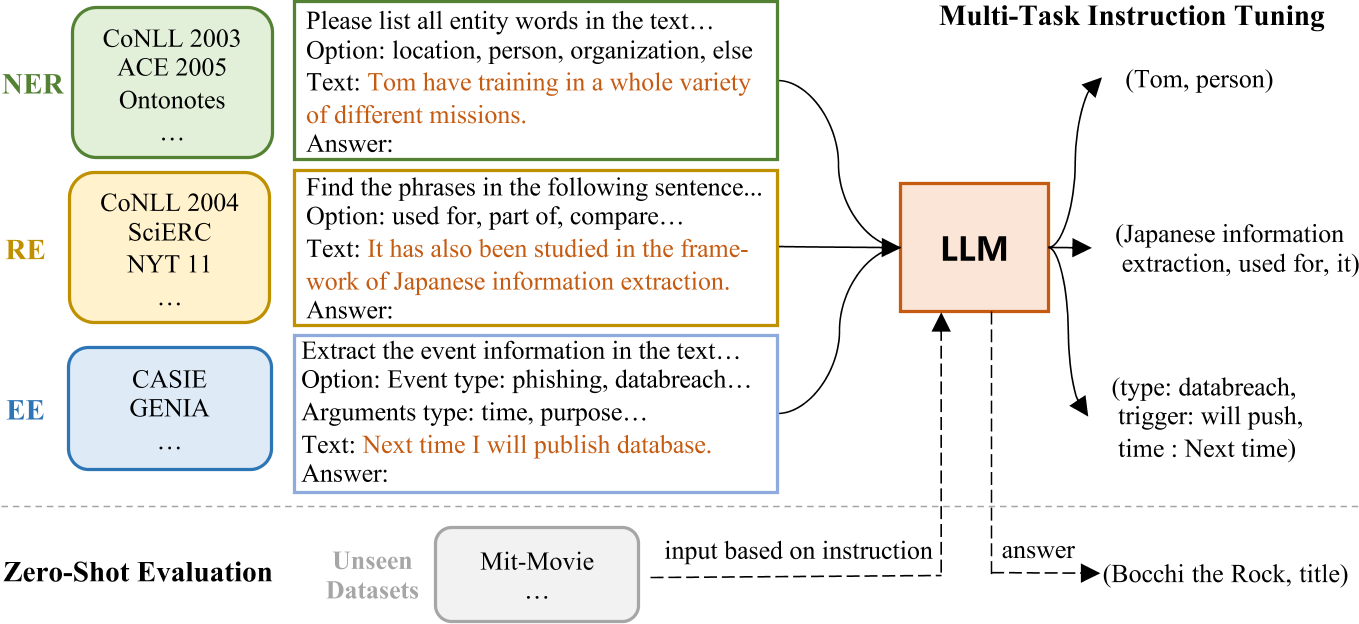 Multi-Task Instruction Tuning
NER
CoNLL 2003
ACE 2005
Ontonotes
…
Please list all entity words in the text…
Option: location, person, organization, else
Text: Tom have training in a whole variety
of different missions.
Answer:
RE
CoNLL 2004
SciERC
NYT 11
…
Find the phrases in the following sentence...
Option: used for, part of, compare…
Text: It has also been studied in the frame-
work of Japanese information extraction.
Answer:
EE
CASIE
GENIA
…
Extract the event information in the text…
Option: Event type: phishing, databreach…
Arguments type: time, purpose…
Text: Next time I will publish database.
Answer:
LLM
(Tom, person)
(Japanese information
extraction, used for, it)
(type: databreach,
trigger: will push,
time : Next time)
Zero-Shot Evaluation
Unseen
Datasets
Mit-Movie
…
input based on instruction
answer
(Bocchi the Rock, title)